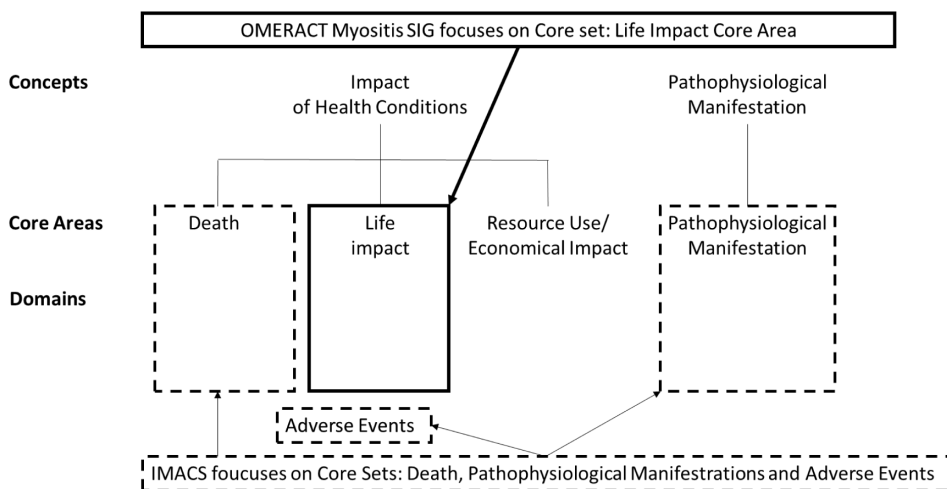 OMERACT Myositis SIG focuses on Core set: Life Impact Core Area
Concepts
Impact
of Health Conditions
Pathophysiological
Manifestation
Core Areas
Death
Life
impact
Resource Use/
Economical Impact
Pathophysiological
Manifestation
Domains
Adverse Events
IMACS foucuses on Core Sets: Death, Pathophysiological Manifestrations and Adverse Events